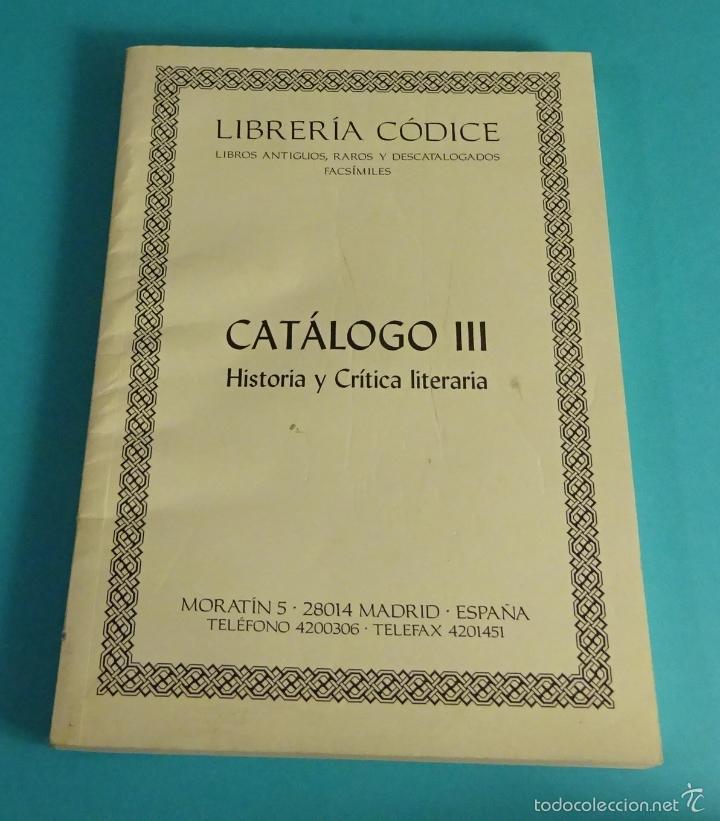 LIBRERÍA CÓDICE
LIBROS ANTIGUOS, RAROS Y DESCATALOGADOS
FACSÍMILES
CATÁLOGO III
Historia y Crítica literaria
MORATÍN 5 · 28014 MADRID · ESPAÑA
TELÉFONO 4200306 · TELEFAX 4201451
todocoleccion.net